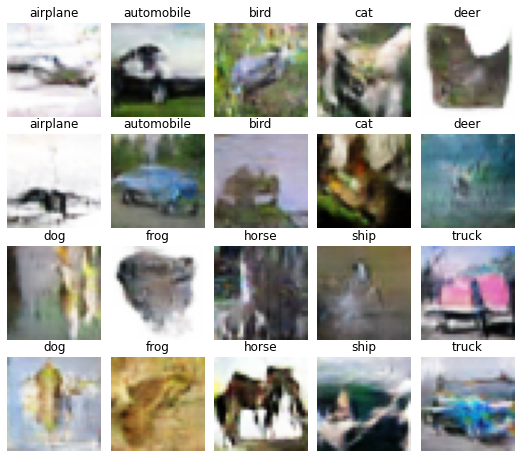 airplane automobile bird cat deer
airplane automobile bird cat deer
dog frog horse ship truck
dog frog horse ship truck